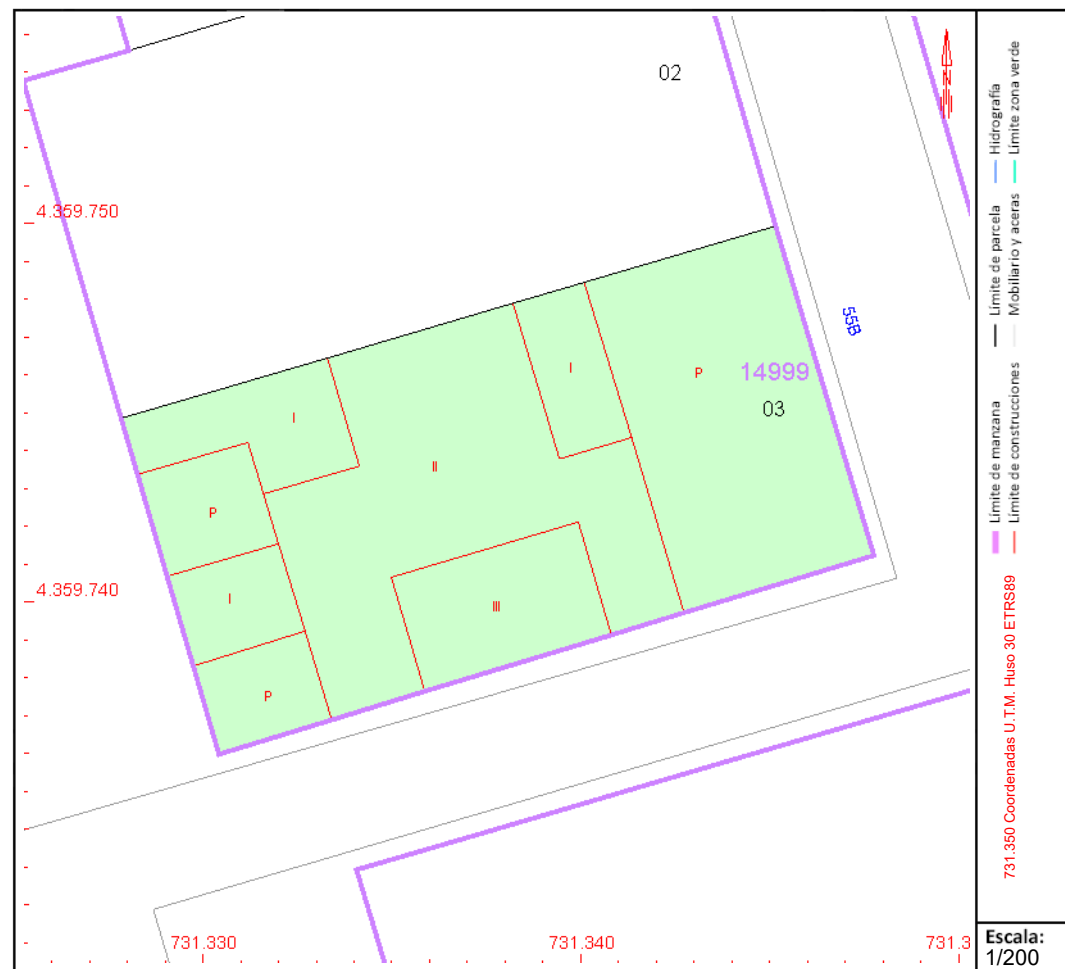 02
4.359.750
55B
I
P
14999
03
I
II
P
4.359.740
I
III
P
731.330
731.340
731.3
N
Hidrografía
Límite zona verde
Límite de parcela
Mobiliario y aceras
Límite de manzana
Límite de construcciones
731.350 Coordenadas U.T.M. Huso 30 ETRS89
Escala:
1/200